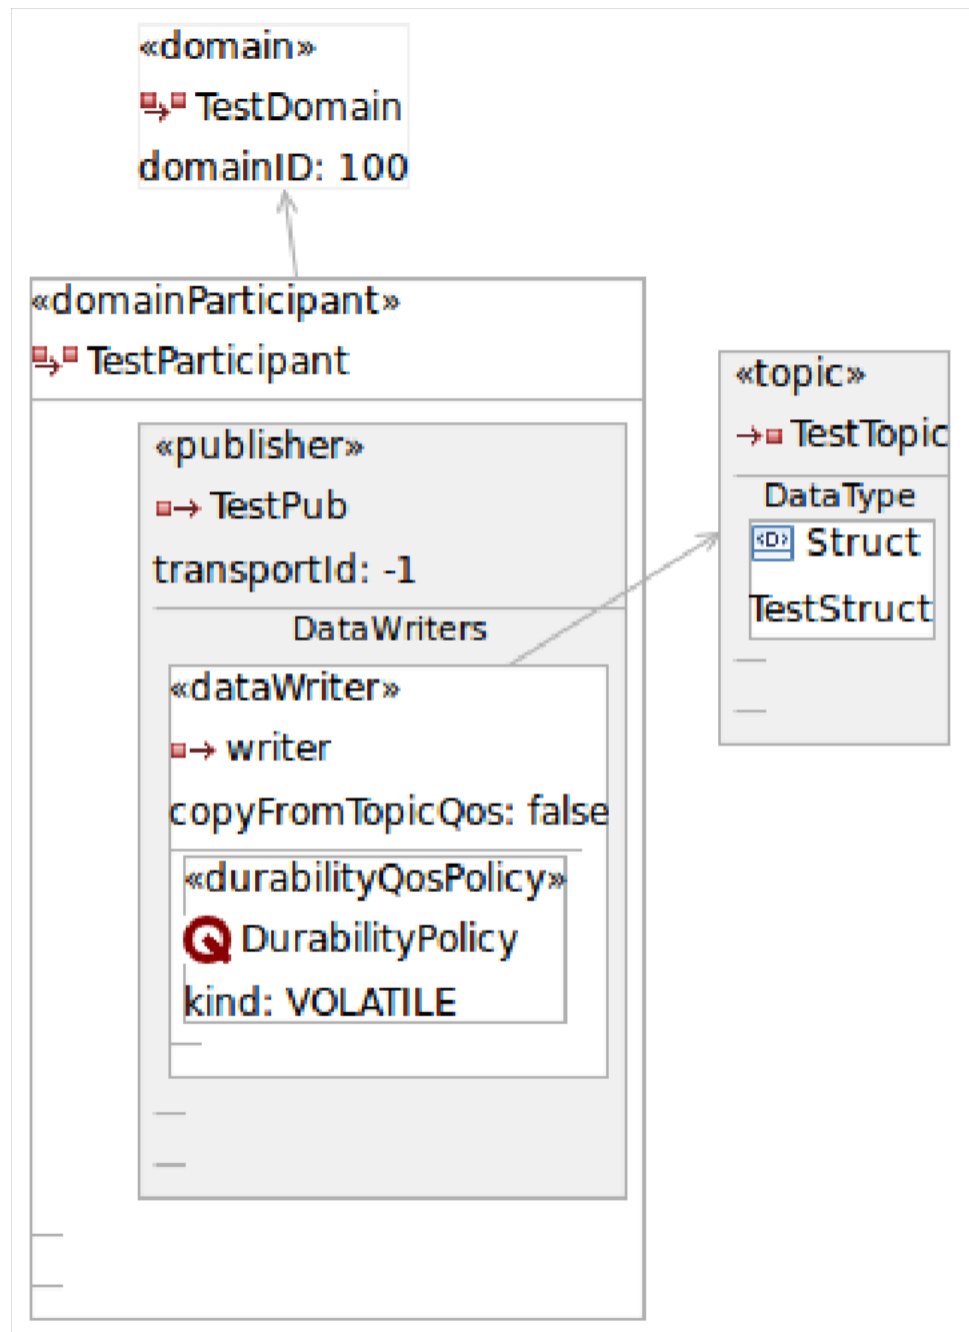 «domain»
TestDomain
domainID: 100
«domainParticipant»
TestParticipant
«publisher»
TestPub
transportId: -1
DataWriters
«dataWriter»
writer
copyFromTopicQos: false
«durabilityQosPolicy»
Q DurabilityPolicy
kind: VOLATILE
«topic»
TestTopic
DataType
<D> Struct
TestStruct